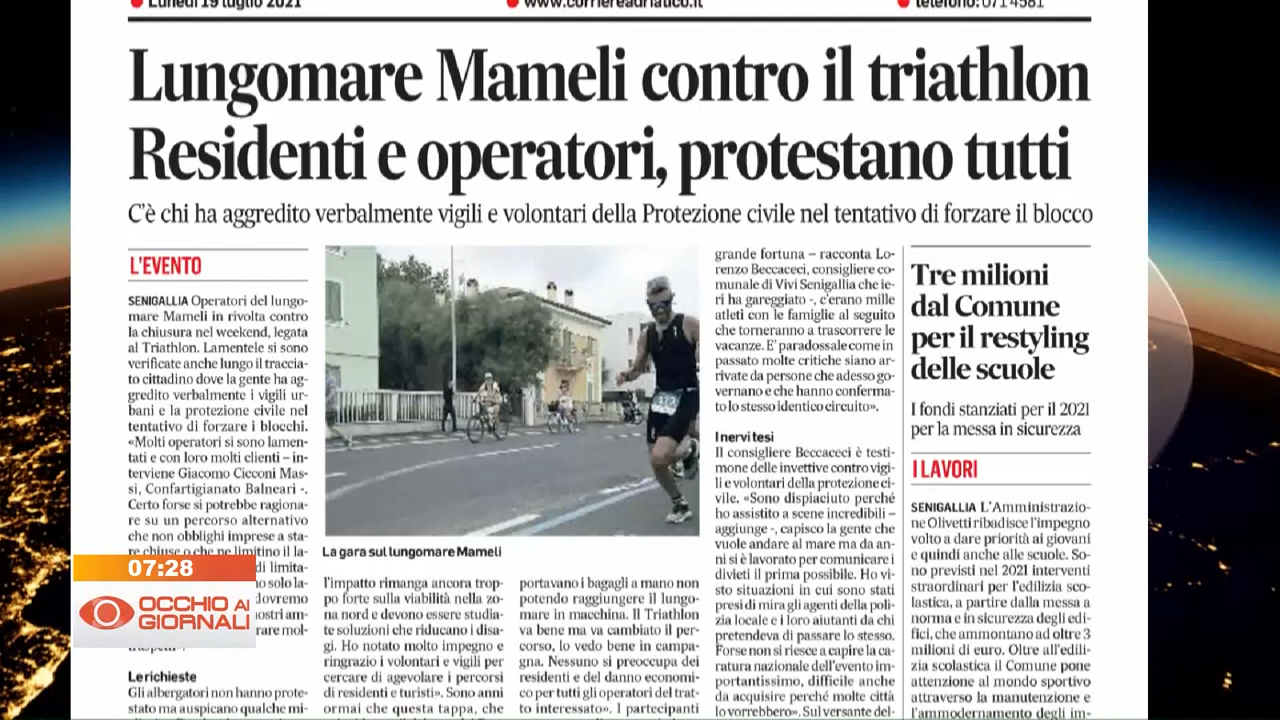 Lunedì 19 luglio 2021
www.corriereadriatico.it
telefono: 071 4581
Lungomare Mameli contro il triathlon
Residenti e operatori, protestano tutti
C'è chi ha aggredito verbalmente vigili e volontari della Protezione civile nel tentativo di forzare il blocco
L'EVENTO
SENIGALLIA Operatori del lungo-
mare Mameli in rivolta contro
la chiusura nel weekend, legata
al Triathlon. Lamentele si sono
verificate anche lungo il traccia-
to cittadino dove la gente ha ag-
gredito verbalmente i vigili ur-
bani e la protezione civile nel
tentativo di forzare i blocchi.
«Molti operatori si sono lamen-
tati e con loro molti clienti – in-
terviene Giacomo Cicconi Mas-
si, Confartigianato Balneari -.
Certo forse si potrebbe ragiona-
re su un percorso alternativo
che non obblighi imprese a sta-
re chiuse o che ne limitino il la-
di limita-
no solo la-
dovremo
nostri am-
rare mol-
Le richieste
Gli albergatori non hanno prote-
stato ma auspicano qualche mi-
323
La gara sul lungomare Mameli
l'impatto rimanga ancora trop-
po forte sulla viabilità nella zo-
na nord e devono essere studia-
te soluzioni che riducano i disa-
gi. Ho notato molto impegno e
ringrazio i volontari e vigili per
cercare di agevolare i percorsi
di residenti e turisti». Sono anni
ormai che questa tappa, che
portavano i bagagli a mano non
potendo raggiungere il lungo-
mare in macchina. Il Triathlon
va bene ma va cambiato il per-
corso, lo vedo bene in campa-
gna. Nessuno si preoccupa dei
residenti e del danno economi-
co per tutti gli operatori del trat-
to interessato». I partecipanti
grande fortuna – racconta Lo-
renzo Beccaceci, consigliere co-
munale di Vivi Senigallia che ie-
ri ha gareggiato -, c'erano mille
atleti con le famiglie al seguito
che torneranno a trascorrere le
vacanze. E' paradossale come in
passato molte critiche siano ar-
rivate da persone che adesso go-
vernano e che hanno conferma-
to lo stesso identico circuito».
I nervi tesi
Il consigliere Beccaceci è testi-
mone delle invettive contro vigi-
li e volontari della protezione ci-
vile. «Sono dispiaciuto perché
ho assistito a scene incredibili –
aggiunge -, capisco la gente che
vuole andare al mare ma da an-
ni si è lavorato per comunicare i
divieti il prima possibile. Ho vi-
sto situazioni in cui sono stati
presi di mira gli agenti della poli-
zia locale e i loro aiutanti da chi
pretendeva di passare lo stesso.
Forse non si riesce a capire la ca-
ratura nazionale dell'evento im-
portantissimo, difficile anche
da acquisire perché molte città
lo vorrebbero». Sul versante del-
Tre milioni
dal Comune
per il restyling
delle scuole
I fondi stanziati per il 2021
per la messa in sicurezza
I LAVORI
SENIGALLIA L'Amministrazio-
ne Olivetti ribadisce l'impegno
volto a dare priorità ai giovani
e quindi anche alle scuole. So-
no previsti nel 2021 interventi
straordinari per l'edilizia sco-
lastica, a partire dalla messa a
norma e in sicurezza degli edi-
fici, che ammontano ad oltre 3
milioni di euro. Oltre all'edili-
zia scolastica il Comune pone
attenzione al mondo sportivo
attraverso la manutenzione e
l'ammodernamento degli im-
07:28
OCCHIO AI
GIORNALI